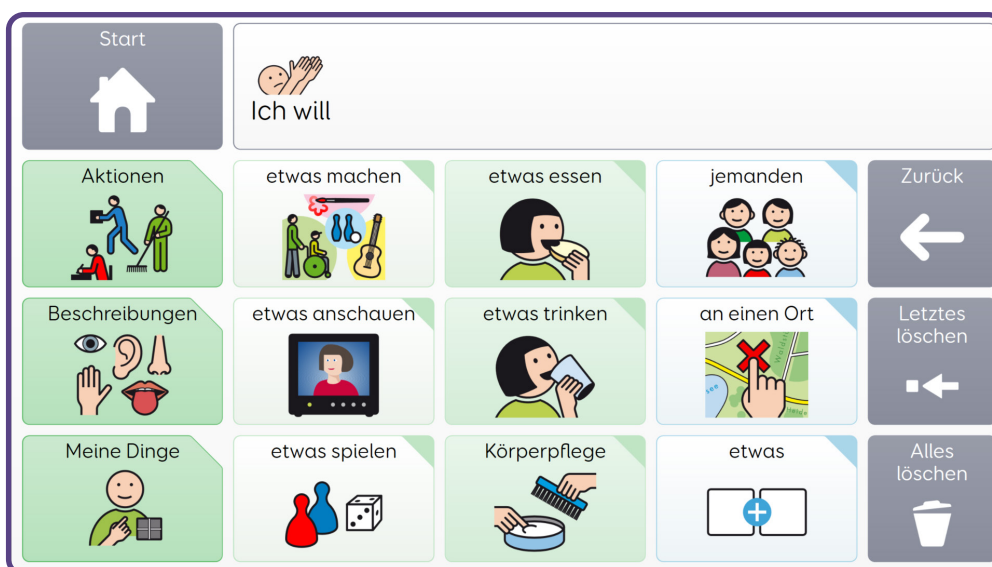 Start
Ich will
Aktionen
etwas machen
etwas essen
jemanden
Zurück
Beschreibungen
etwas anschauen
etwas trinken
an einen Ort
Letztes
löschen
Meine Dinge
etwas spielen
Körperpflege
etwas
Alles
löschen